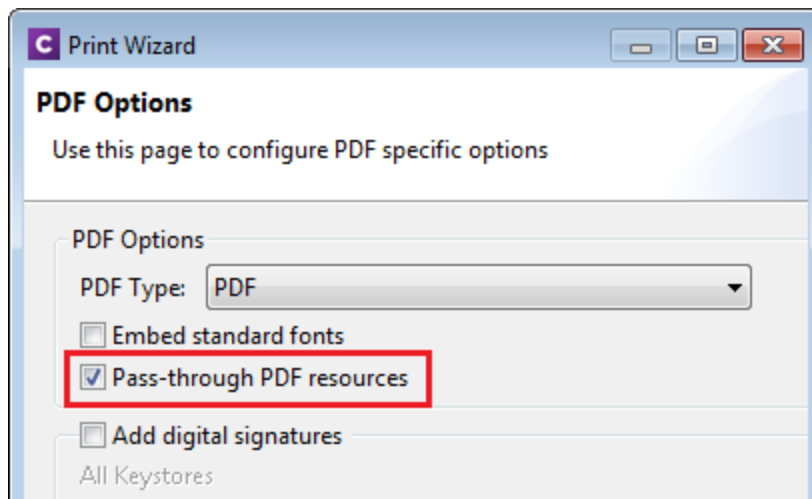 C Print Wizard
PDF Options
Use this page to configure PDF specific options
PDF Options
PDF Type: PDF
Embed standard fonts
Pass-through PDF resources
Add digital signatures
All Keystores